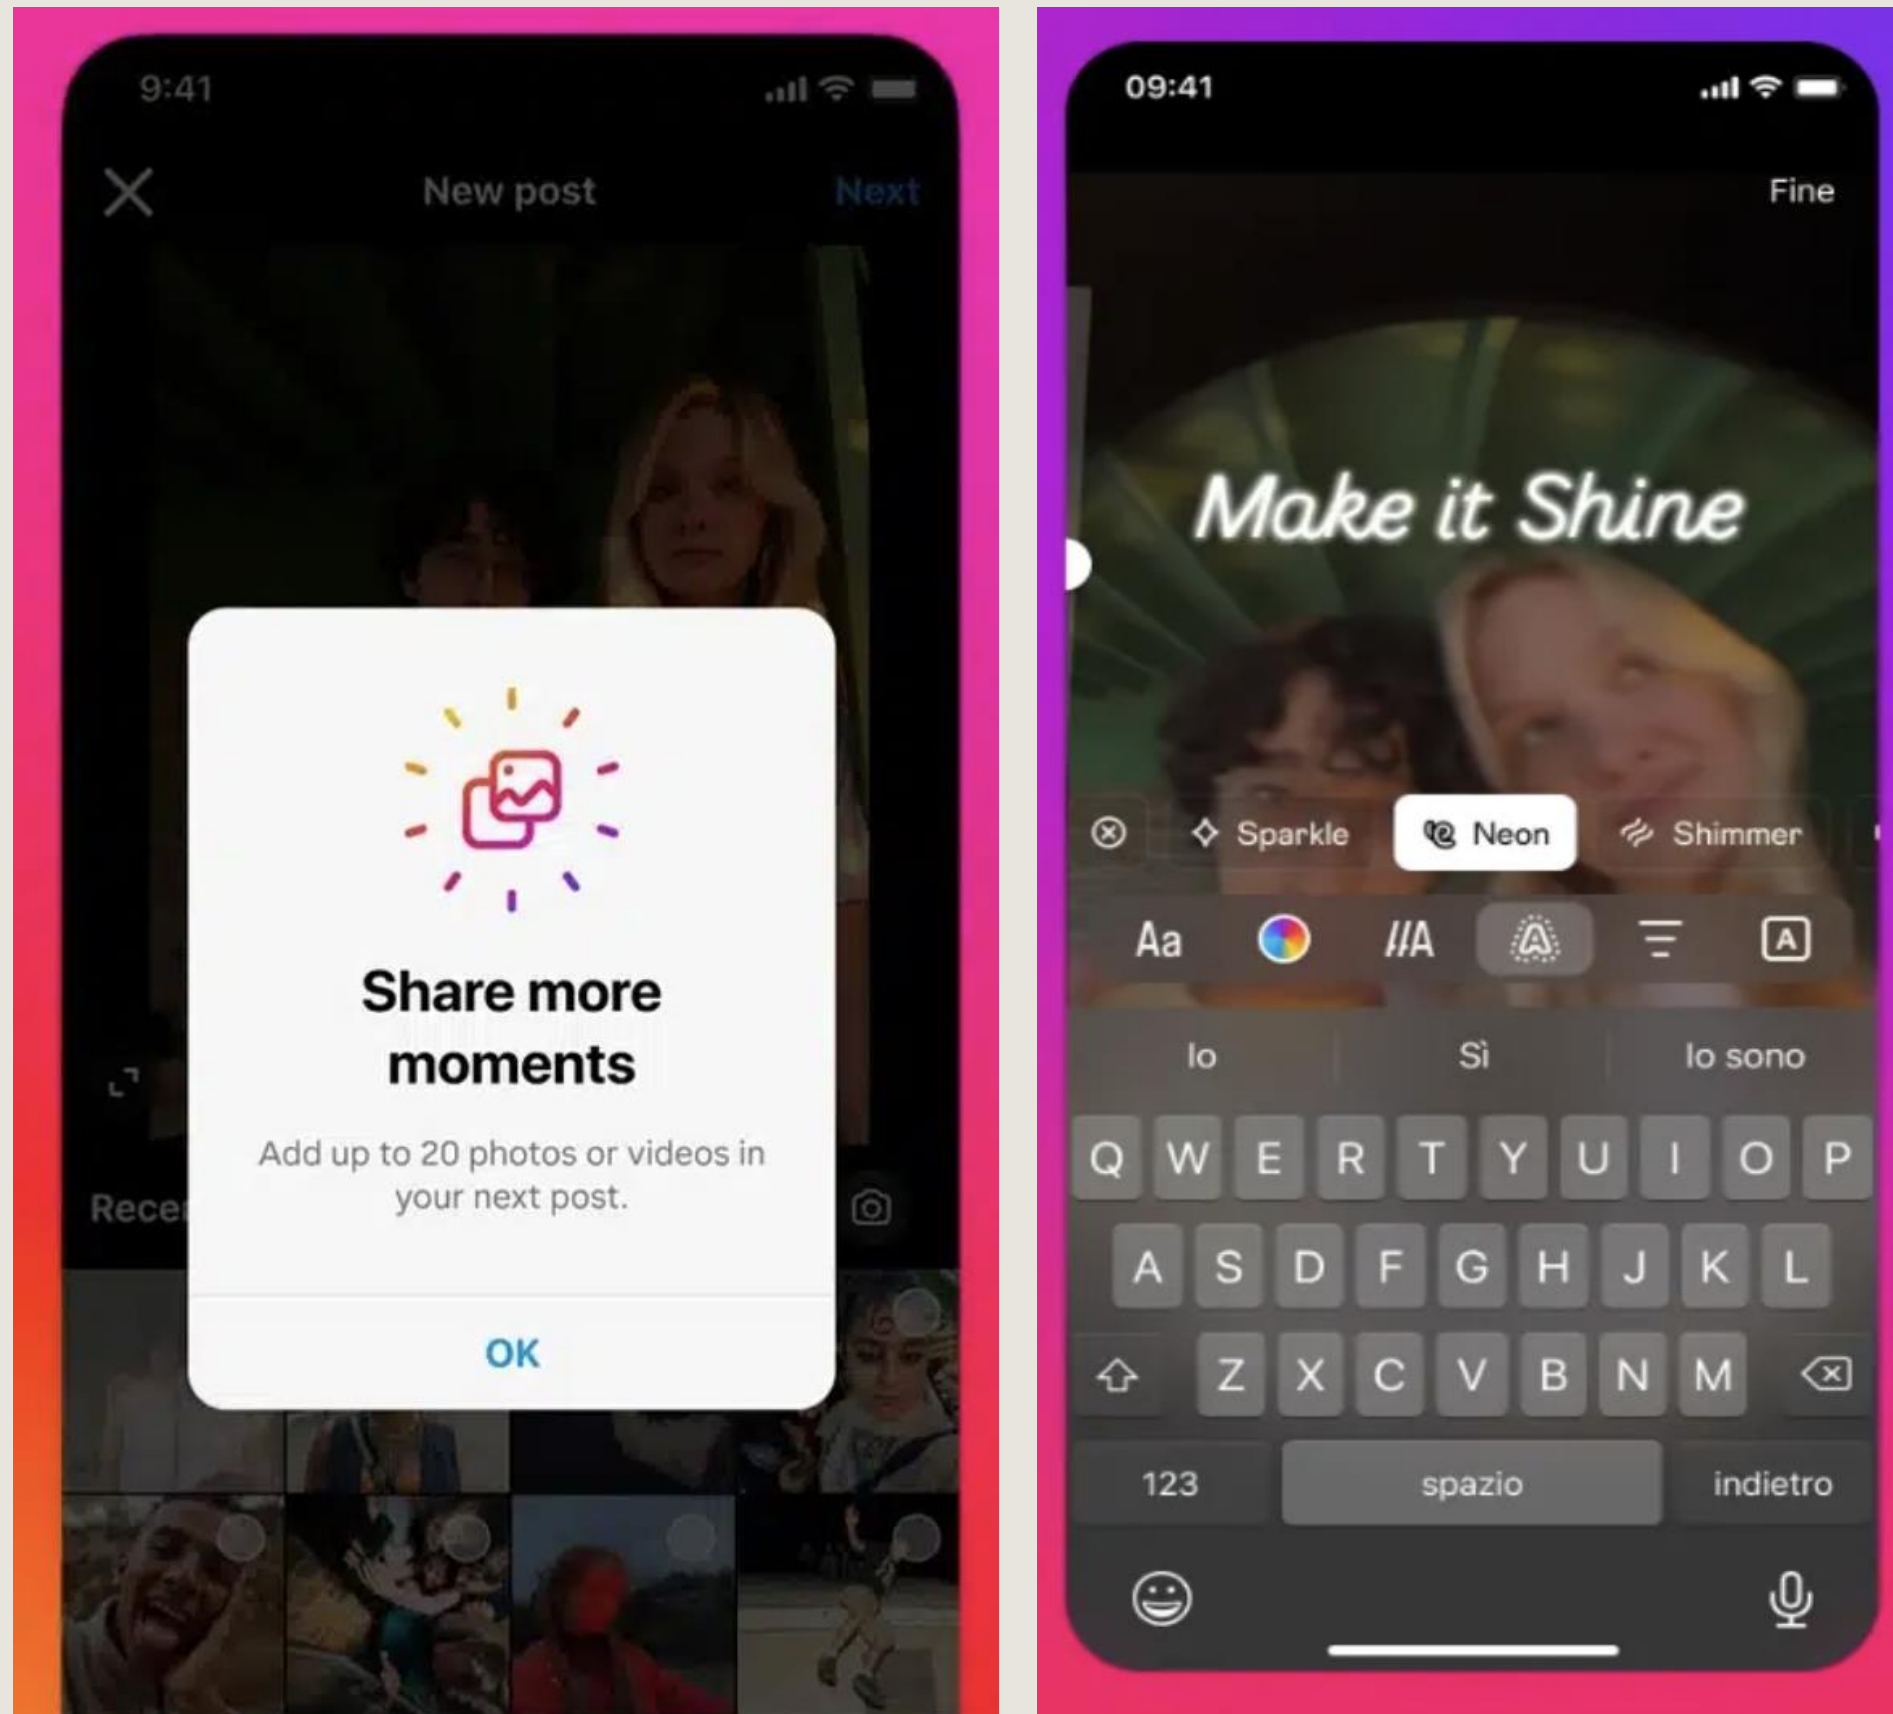 9:41
New post
Next
Share more
moments
Add up to 20 photos or videos in
your next post.
OK
09:41
Fine
Make it Shine
Sparkle
Neon
Shimmer
Aa
//A
A
A
Io
Sì
Io sono
Q W E R T Y U I O P
A S D F G H J K L
Z X C V B N M
123
spazio
indietro